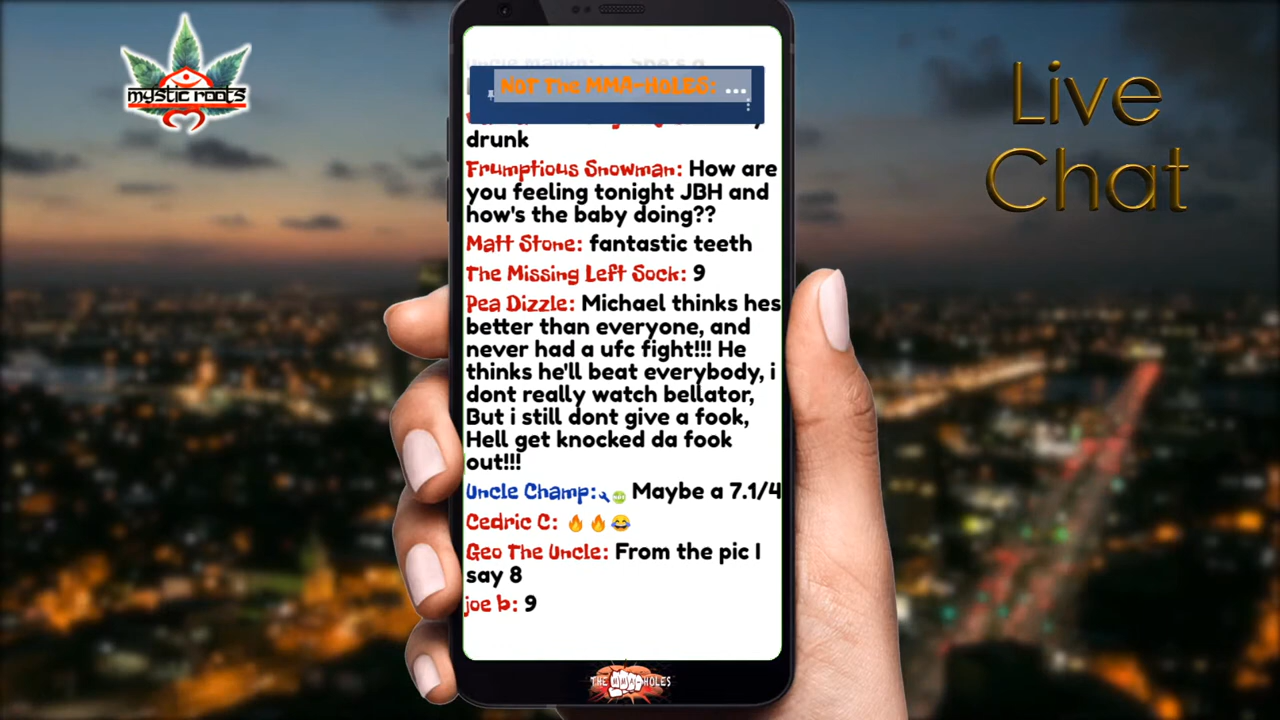 mystic roots
Live
Chat
NOT The MMA-HOLES: ...
drunk
Frumptious Snowman: How are
you feeling tonight JBH and
how's the baby doing??
Matt Stone: fantastic teeth
The Missing Left Sock: 9
Pea Dizzle: Michael thinks hes
better than everyone, and
never had a ufc fight!!! He
thinks he'll beat everybody, i
dont really watch bellator,
But i still dont give a fook,
Hell get knocked da fook
out!!!
Uncle Champ: Maybe a 7.1/4
Cedric C: 🔥🔥😂
Geo The Uncle: From the pic I
say 8
joe b: 9
THE MMA-HOLES